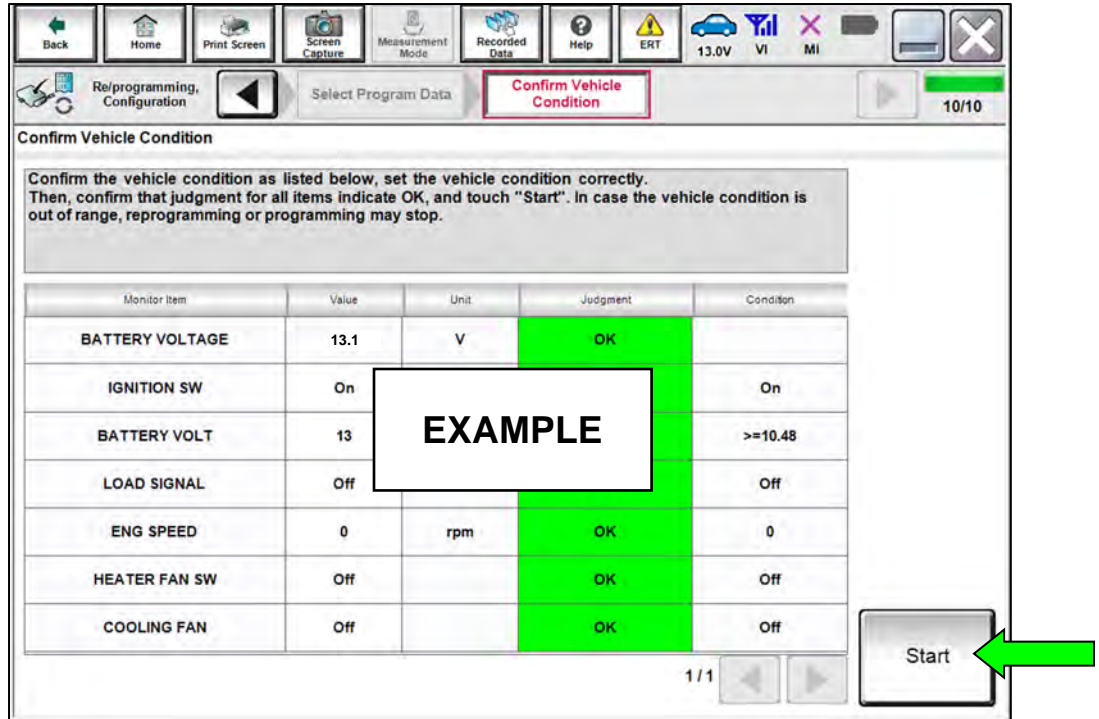 Back
Home
Print Screen
Screen
Capture
Measurement
Mode
Recorded
Data
Help
ERT
13.0V
VI
MI
Re/programming,
Configuration
Select Program Data
Confirm Vehicle
Condition
10/10
Confirm Vehicle Condition
Confirm the vehicle condition as listed below, set the vehicle condition correctly.
Then, confirm that judgment for all items indicate OK, and touch "Start". In case the vehicle condition is
out of range, reprogramming or programming may stop.
Monitor Item Value Unit Judgment Condition
BATTERY VOLTAGE 13.1 V OK
IGNITION SW On On
BATTERY VOLT 13 >=10.48
EXAMPLE
LOAD SIGNAL Off Off
ENG SPEED 0 rpm OK 0
HEATER FAN SW Off OK Off
COOLING FAN Off OK Off
1/1
Start